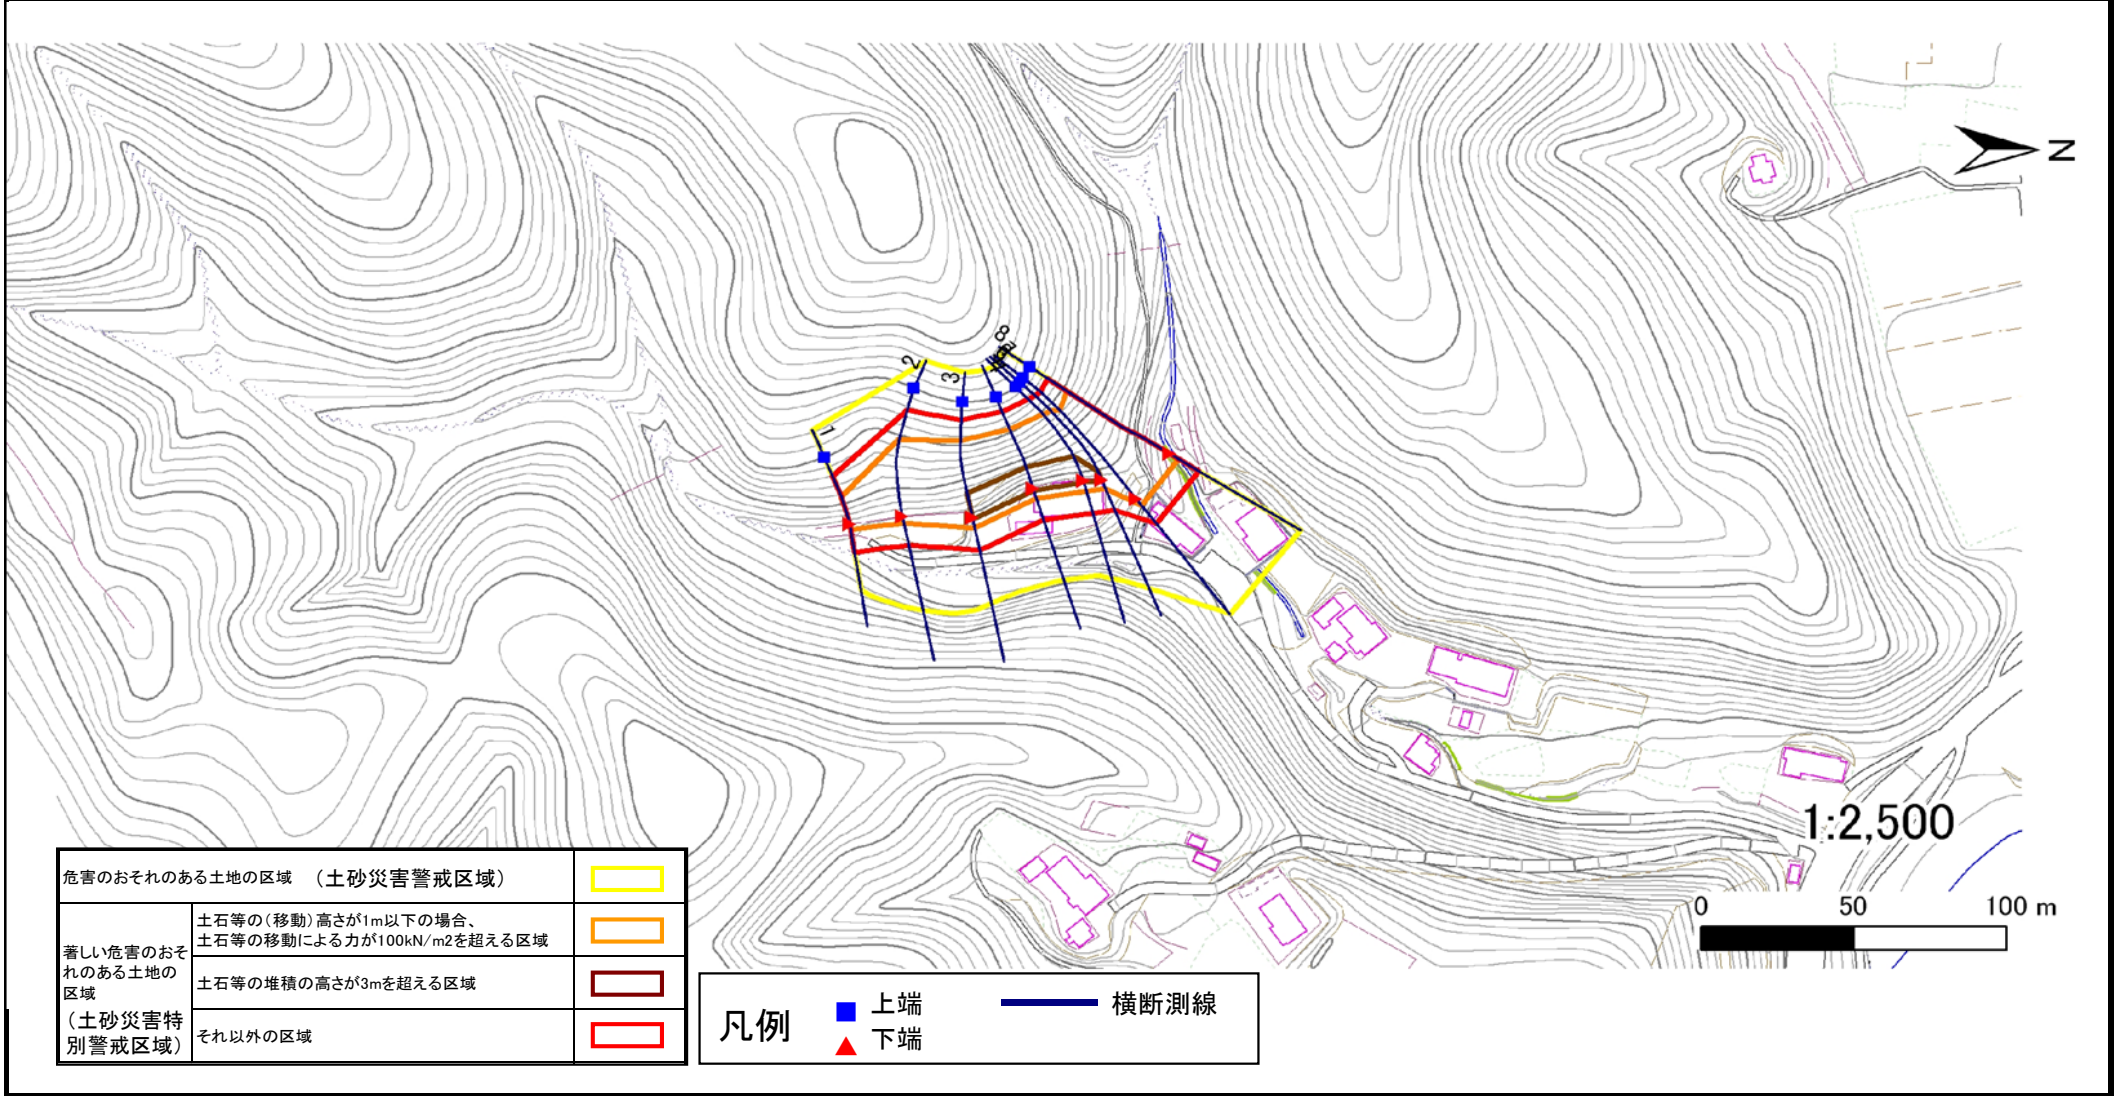 8
2
3
1
N
1:2,500
0 50 100 m
危害のおそれのある土地の区域 （土砂災害警戒区域）
著しい危害のおそ
れのある土地の
区域
（土砂災害特
別警戒区域）
土石等の（移動）高さが1m以下の場合、
土石等の移動による力が100kN/m2を超える区域
土石等の堆積の高さが3mを超える区域
それ以外の区域
凡例
上端
下端
横断測線